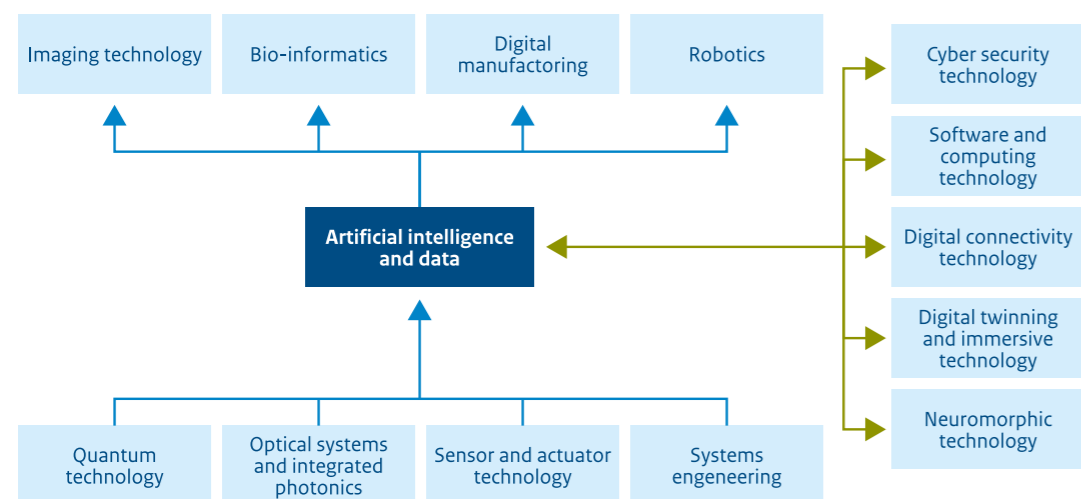 Imaging technology
Bio-informatics
Digital
manufactoring
Robotics
Cyber security
technology
Software and
computing
technology
Artificial intelligence
and data
Digital connectivity
technology
Digital twinning
and immersive
technology
Neuromorphic
technology
Quantum
technology
Optical systems
and integrated
photonics
Sensor and actuator
technology
Systems
engeneering